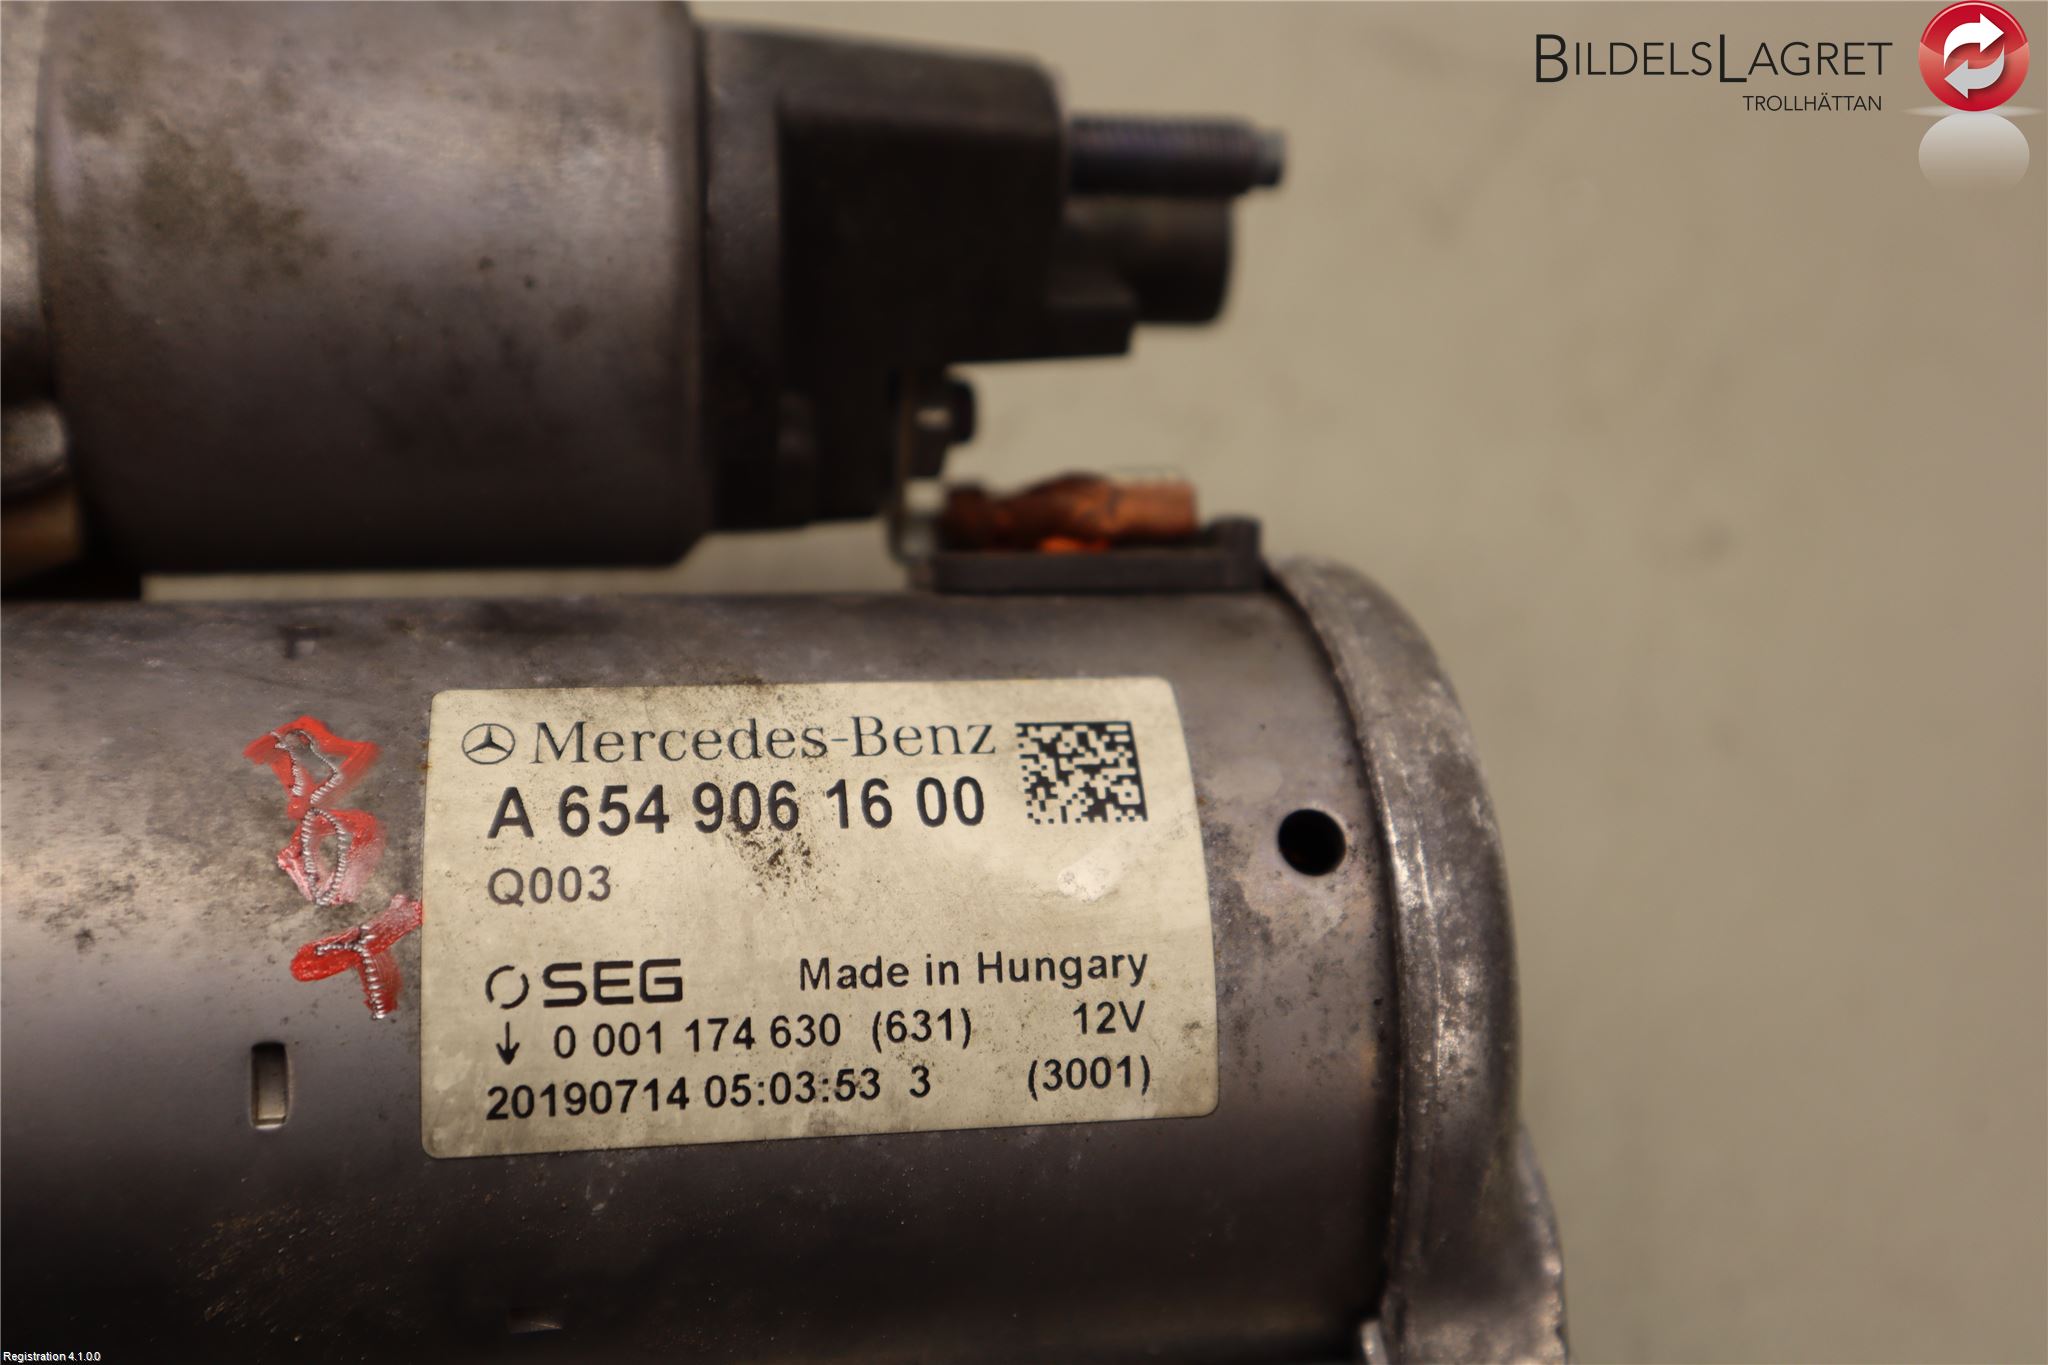 BILDELSLAGRET
TROLLHÄTTAN
Mercedes-Benz
A 654 906 16 00
Q003
SEG Made in Hungary
↓ 0 001 174 630 (631) 12V
20190714 05:03:53 3 (3001)
Registration 4.1.0.0